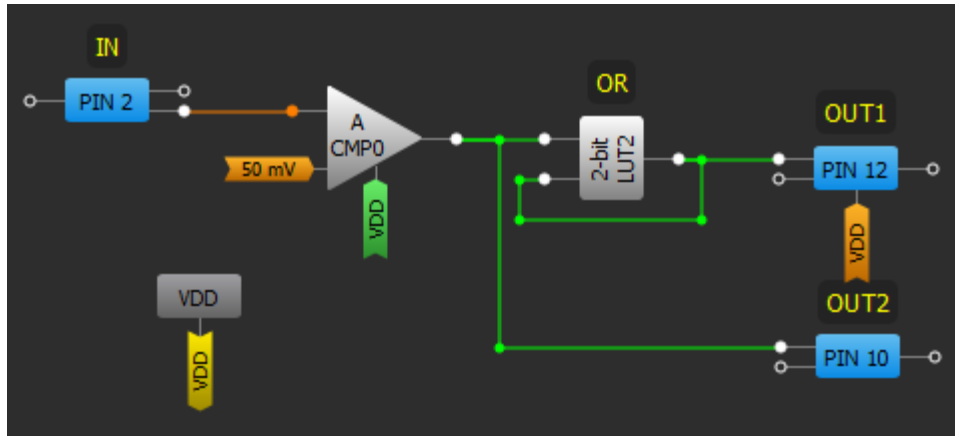 IN
PIN 2
A
CMP0
50 mV
VDD
OR
2-bit
LUT2
OUT1
PIN 12
VDD
OUT2
PIN 10
VDD
VDD